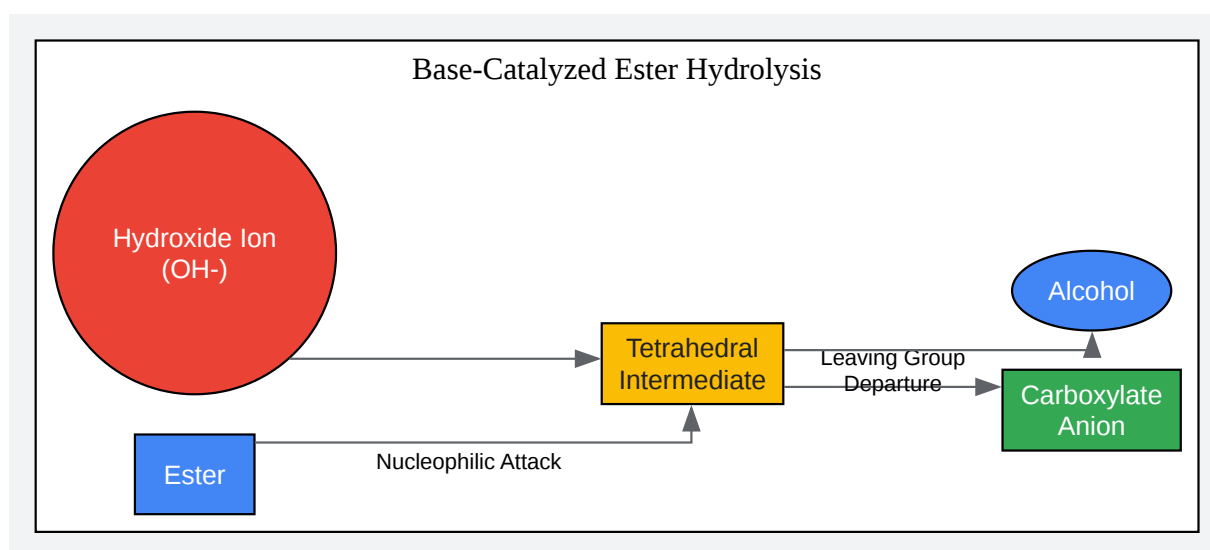 Base-Catalyzed Ester Hydrolysis
Hydroxide Ion
(OH-)
Alcohol
Tetrahedral
Intermediate
Leaving Group
Departure
Carboxylate
Anion
Nucleophilic Attack
Ester